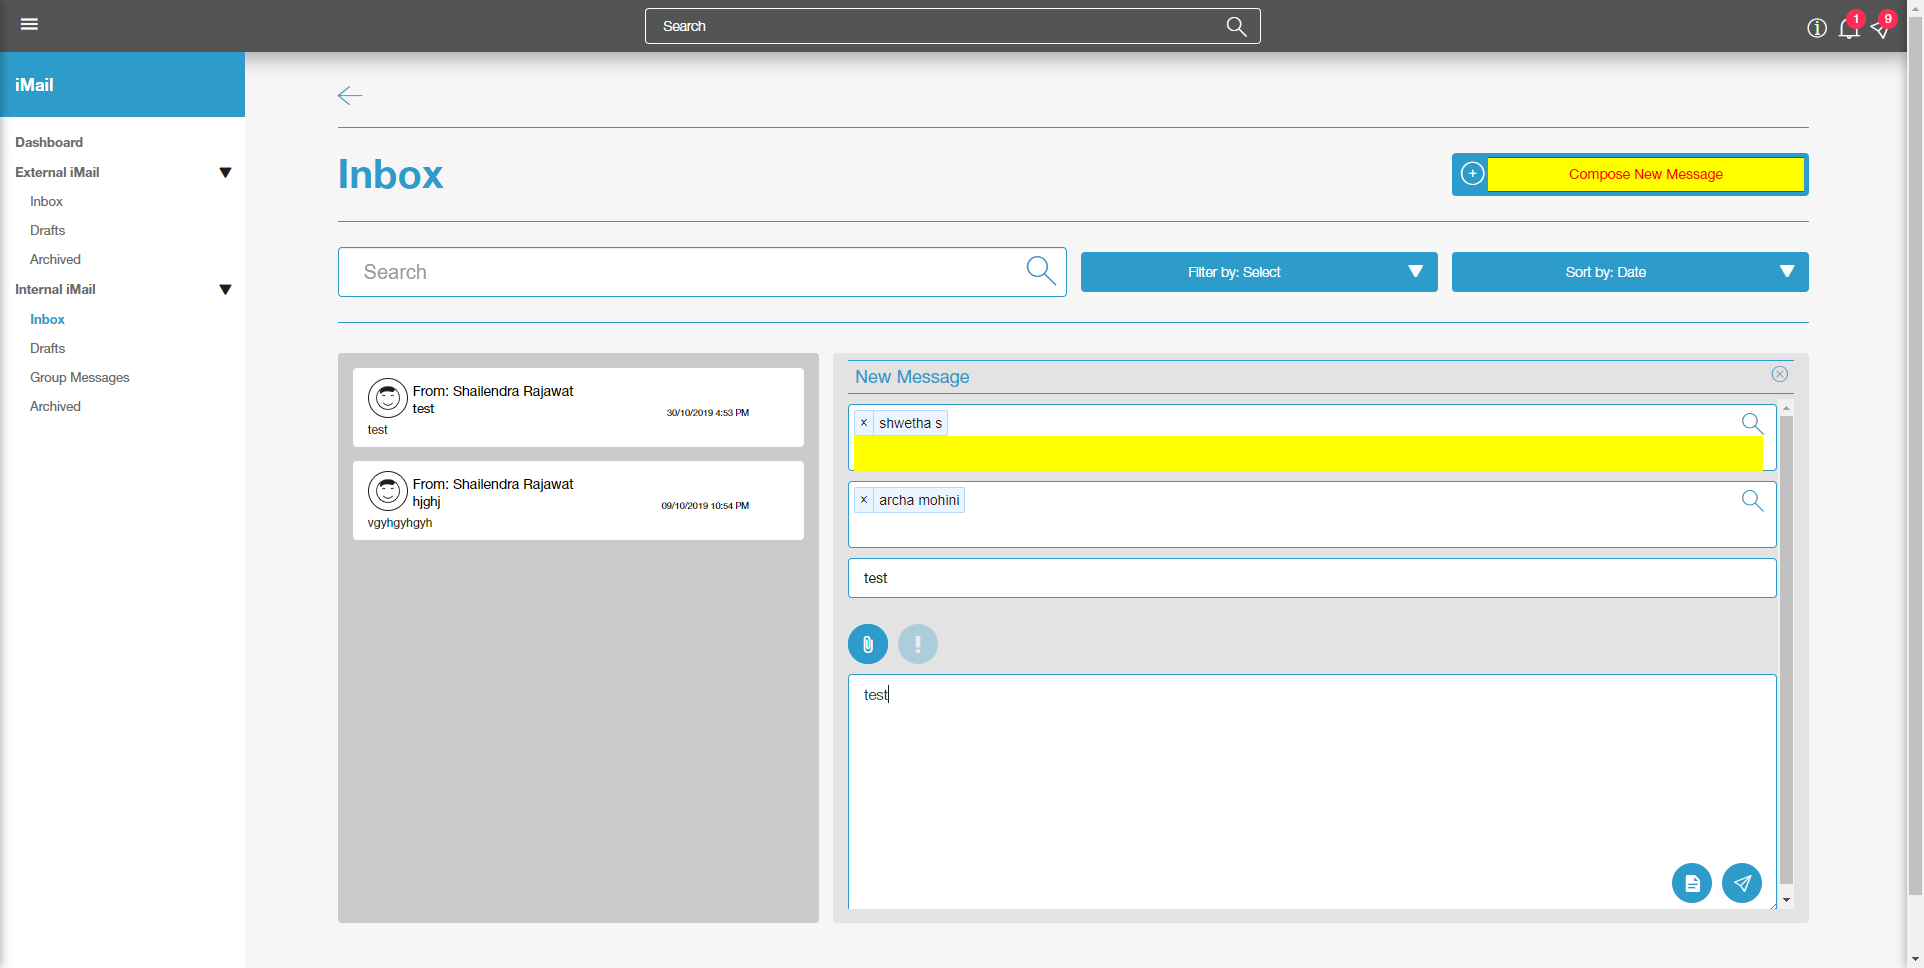 Search
1
9
iMail
Dashboard
External iMail
Inbox
Drafts
Archived
Internal iMail
Inbox
Drafts
Group Messages
Archived
Inbox
Compose New Message
Search
Filter by: Select
Sort by: Date
From: Shailendra Rajawat
test
30/10/2019 4:53 PM
test
From: Shailendra Rajawat
hjghj
09/10/2019 10:54 PM
vgyhgyhgyh
New Message
x shwetha s
x archa mohini
test
test